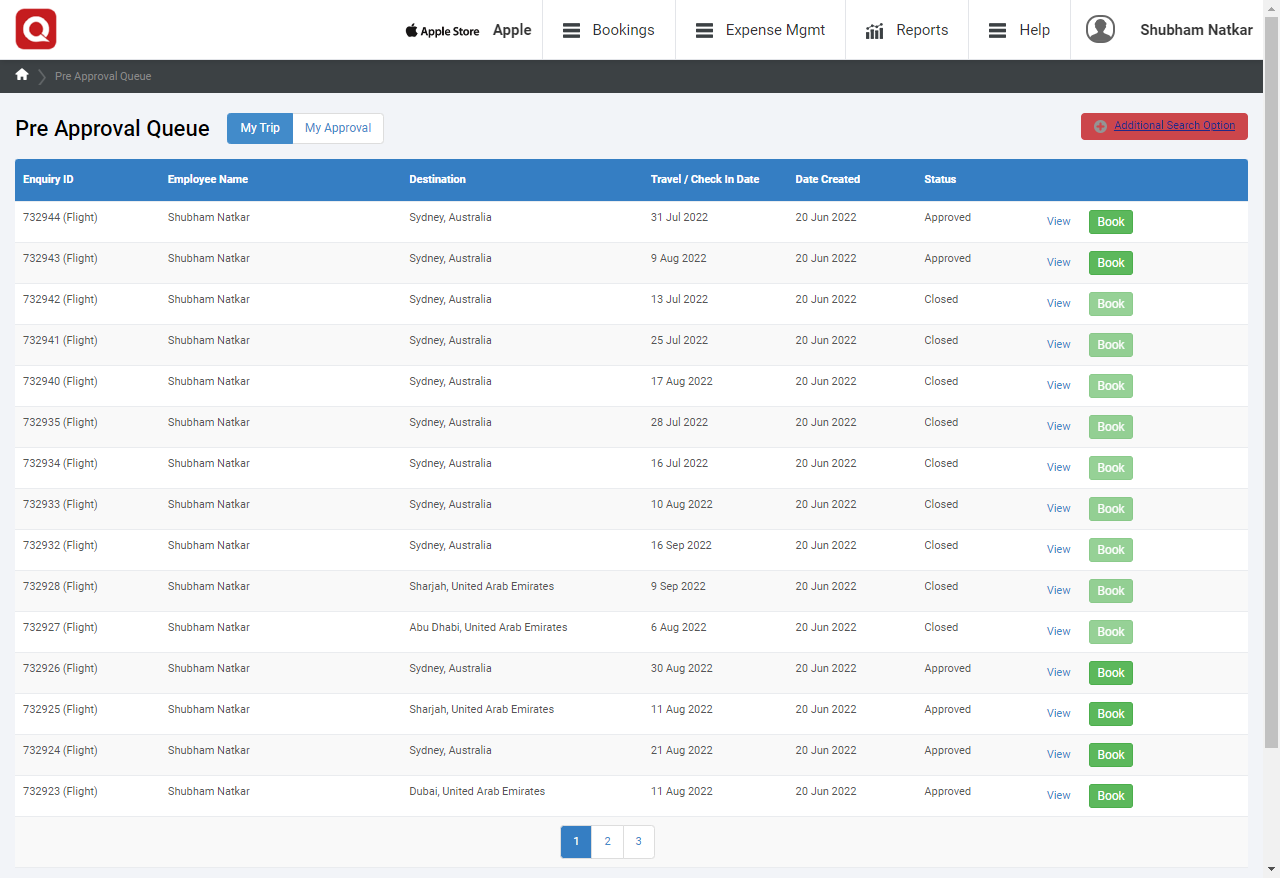 Apple Store Apple Bookings Expense Mgmt Reports Help Shubham Natkar
Pre Approval Queue
Pre Approval Queue My Trip My Approval Additional Search Option
Enquiry ID Employee Name Destination Travel / Check In Date Date Created Status
732944 (Flight) Shubham Natkar Sydney, Australia 31 Jul 2022 20 Jun 2022 Approved View Book
732943 (Flight) Shubham Natkar Sydney, Australia 9 Aug 2022 20 Jun 2022 Approved View Book
732942 (Flight) Shubham Natkar Sydney, Australia 13 Jul 2022 20 Jun 2022 Closed View Book
732941 (Flight) Shubham Natkar Sydney, Australia 25 Jul 2022 20 Jun 2022 Closed View Book
732940 (Flight) Shubham Natkar Sydney, Australia 17 Aug 2022 20 Jun 2022 Closed View Book
732935 (Flight) Shubham Natkar Sydney, Australia 28 Jul 2022 20 Jun 2022 Closed View Book
732934 (Flight) Shubham Natkar Sydney, Australia 16 Jul 2022 20 Jun 2022 Closed View Book
732933 (Flight) Shubham Natkar Sydney, Australia 10 Aug 2022 20 Jun 2022 Closed View Book
732932 (Flight) Shubham Natkar Sydney, Australia 16 Sep 2022 20 Jun 2022 Closed View Book
732928 (Flight) Shubham Natkar Sharjah, United Arab Emirates 9 Sep 2022 20 Jun 2022 Closed View Book
732927 (Flight) Shubham Natkar Abu Dhabi, United Arab Emirates 6 Aug 2022 20 Jun 2022 Closed View Book
732926 (Flight) Shubham Natkar Sydney, Australia 30 Aug 2022 20 Jun 2022 Approved View Book
732925 (Flight) Shubham Natkar Sharjah, United Arab Emirates 11 Aug 2022 20 Jun 2022 Approved View Book
732924 (Flight) Shubham Natkar Sydney, Australia 21 Aug 2022 20 Jun 2022 Approved View Book
732923 (Flight) Shubham Natkar Dubai, United Arab Emirates 11 Aug 2022 20 Jun 2022 Approved View Book
1 2 3